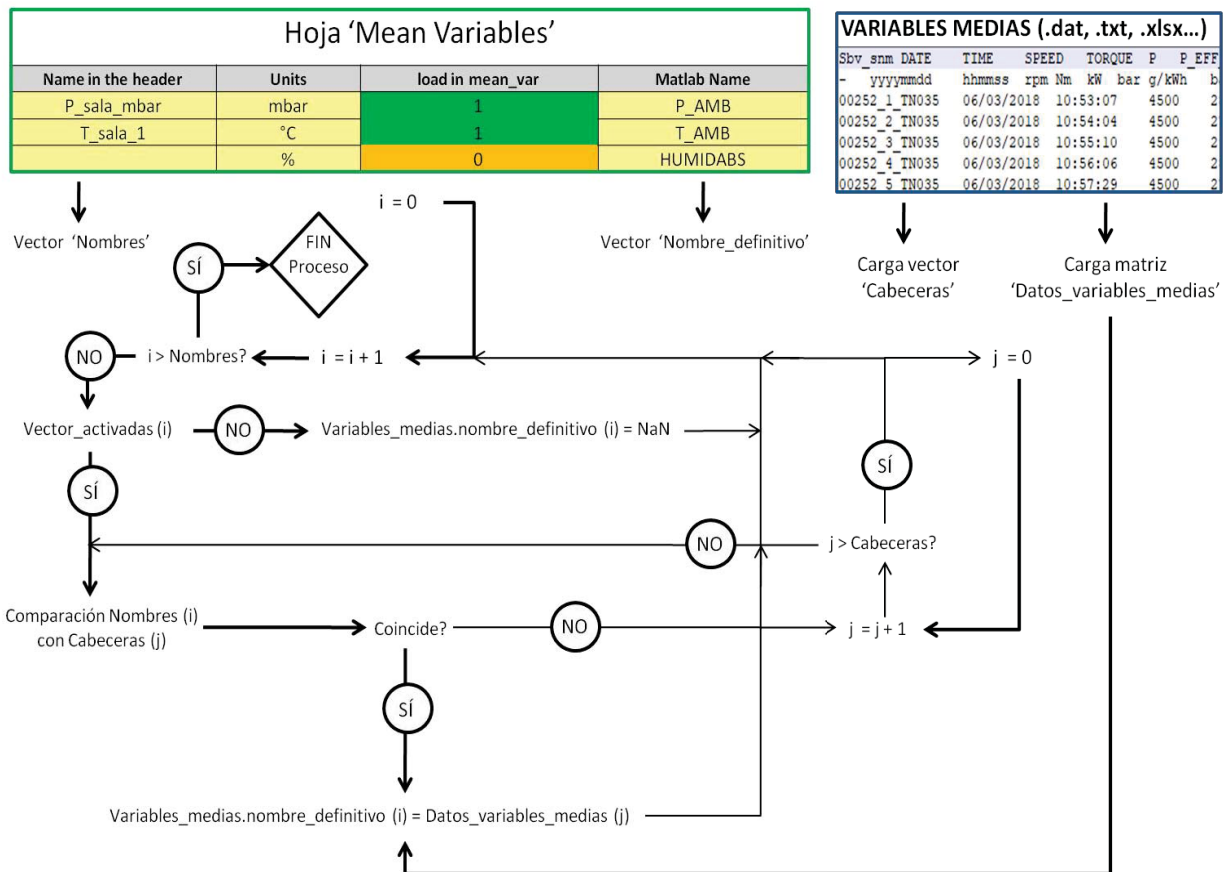 Hoja 'Mean Variables'
Name in the header Units load in mean_var Matlab Name
P_sala_mbar mbar 1 P_AMB
T_sala_1 °C 1 T_AMB
% 0 HUMIDABS
VARIABLES MEDIAS (.dat, .txt, .xlsx...)
Sbv_snm DATE TIME SPEED TORQUE P P_EFF
- yyyymmdd hhmmss rpm Nm kW bar g/kWh b
00252_1_TN035 06/03/2018 10:53:07 4500 2
00252_2_TN035 06/03/2018 10:54:04 4500 2
00252_3_TN035 06/03/2018 10:55:10 4500 2
00252_4_TN035 06/03/2018 10:56:06 4500 2
00252_5_TN035 06/03/2018 10:57:29 4500 2
i = 0
Vector 'Nombres'
Vector 'Nombre_definitivo'
Carga vector
'Cabeceras'
Carga matriz
'Datos_variables_medias'
SÍ
FIN
Proceso
NO
i > Nombres?
i = i + 1
j = 0
Vector_activadas (i)
NO
Variables_medias.nombre_definitivo (i) = NaN
SÍ
SÍ
NO
j > Cabeceras?
Comparación Nombres (i)
con Cabeceras (j)
Coincide?
NO
j = j + 1
SÍ
Variables_medias.nombre_definitivo (i) = Datos_variables_medias (j)